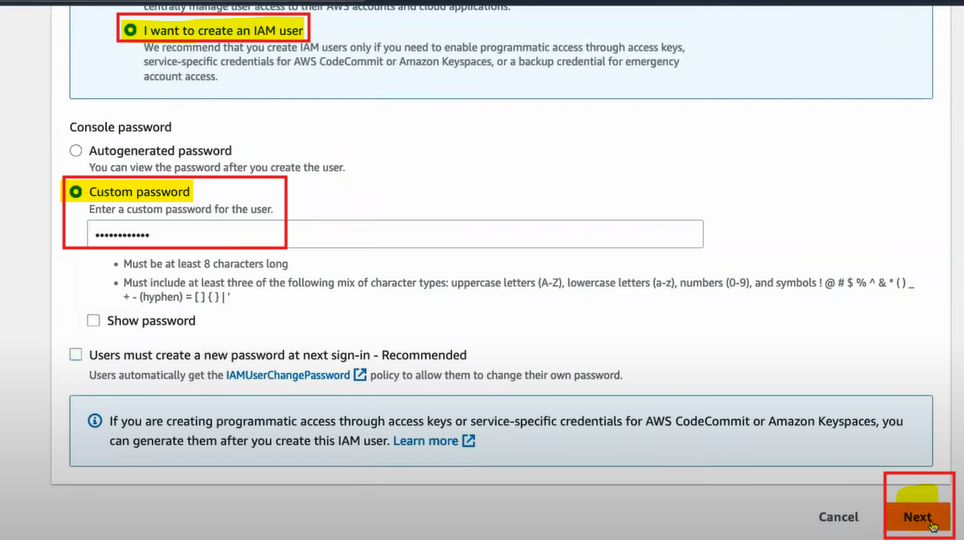 centrally manage user access to their AWS accounts and cloud applications.
I want to create an IAM user
We recommend that you create IAM users only if you need to enable programmatic access through access keys,
service-specific credentials for AWS CodeCommit or Amazon Keyspaces, or a backup credential for emergency
account access.
Console password
Autogenerated password
You can view the password after you create the user.
Custom password
Enter a custom password for the user.
••••••••••••
• Must be at least 8 characters long
• Must include at least three of the following mix of character types: uppercase letters (A-Z), lowercase letters (a-z), numbers (0-9), and symbols ! @ # $ % ^ & * ( ) _
+ - (hyphen) = [ ] { } | '
Show password
Users must create a new password at next sign-in - Recommended
Users automatically get the IAMUserChangePassword policy to allow them to change their own password.
If you are creating programmatic access through access keys or service-specific credentials for AWS CodeCommit or Amazon Keyspaces, you
can generate them after you create this IAM user. Learn more
Cancel
Next